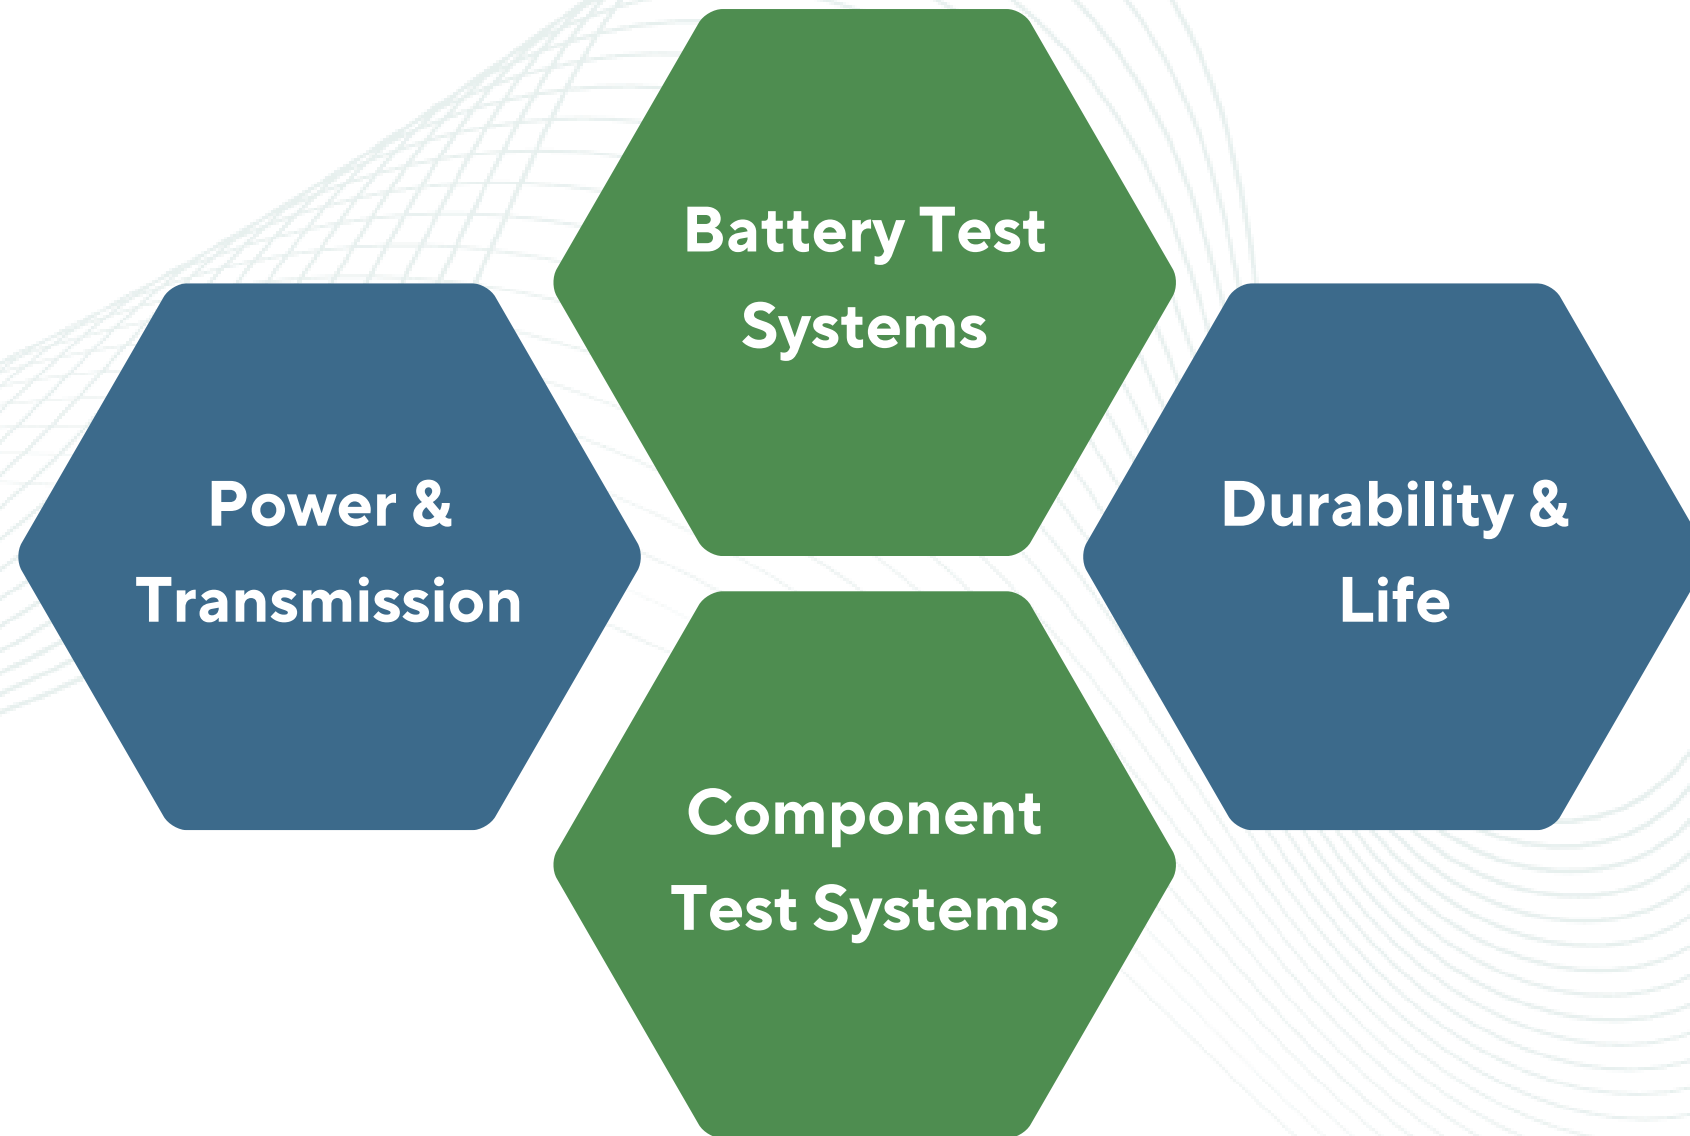 Battery Test
Systems
Power &
Transmission
Durability &
Life
Component
Test Systems